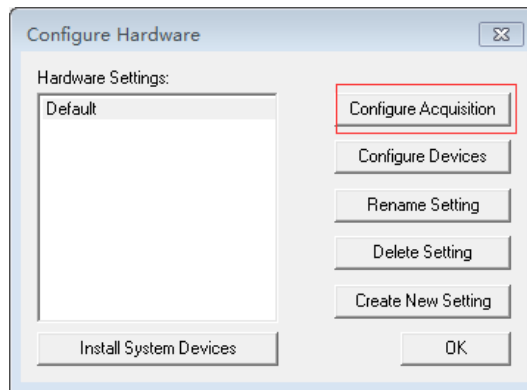 Configure Hardware
Hardware Settings:
Default
Configure Acquisition
Configure Devices
Rename Setting
Delete Setting
Create New Setting
Install System Devices
OK